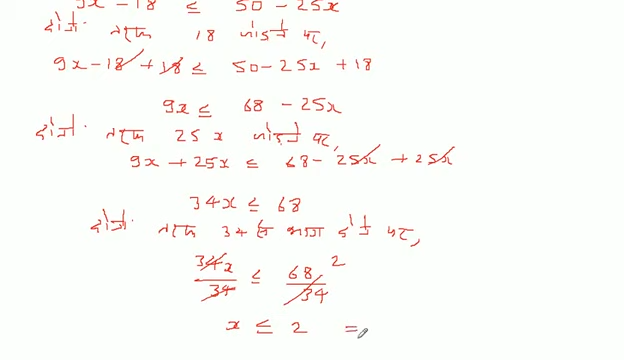 9x - 18 ≤ 50 - 25x
दोनों तरफ 18 जोड़ने पर,
9x - 18 + 18 ≤ 50 - 25x + 18
9x ≤ 68 - 25x
दोनों तरफ 25x जोड़ने पर,
9x + 25x ≤ 68 - 25x + 25x
34x ≤ 68
दोनों तरफ 34 से भाग देने पर,
34x/34 ≤ 68/34 2
x ≤ 2 =